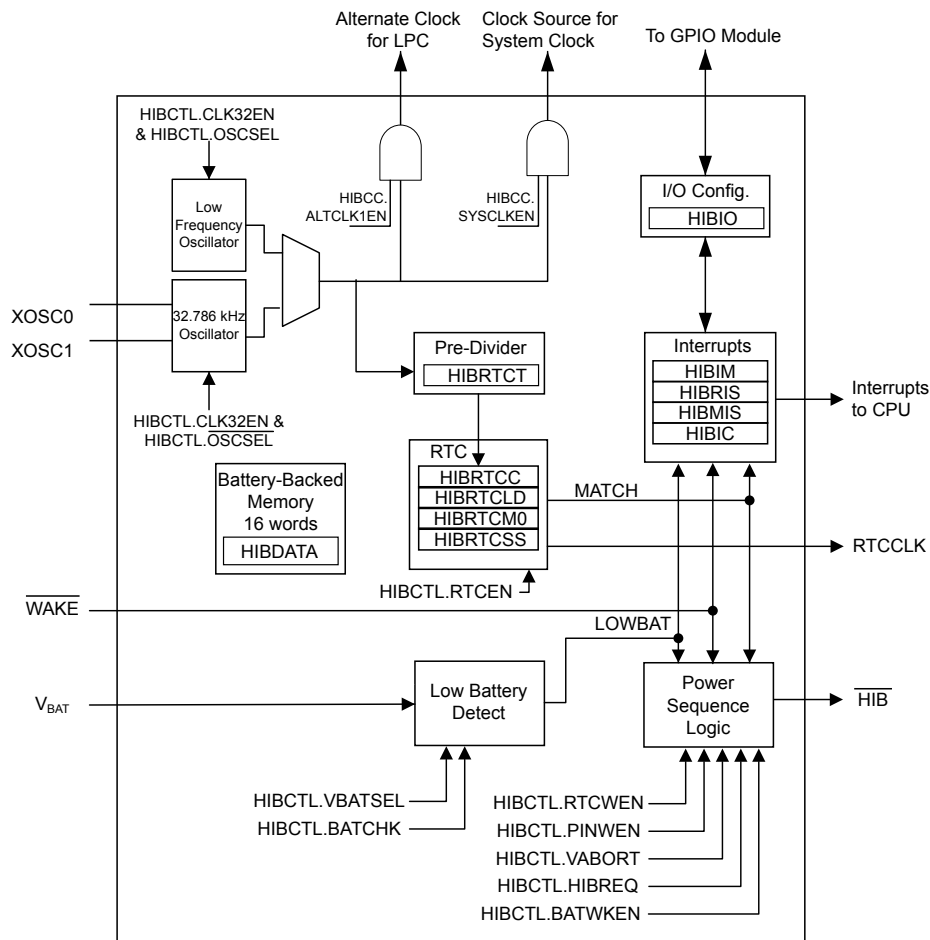 Alternate Clock
for LPC
Clock Source for
System Clock
To GPIO Module
HIBCTL.CLK32EN
& HIBCTL.OSCSEL
Low
Frequency
Oscillator
HIBCC.
ALTCLK1EN
HIBCC.
SYSCLKEN
I/O Config.
HIBIO
XOSC0
XOSC1
32.786 kHz
Oscillator
HIBCTL.CLK32EN &
HIBCTL.OSCSEL
Pre-Divider
HIBRTCT
Interrupts
HIBIM
HIBRIS
HIBMIS
HIBIC
Interrupts
to CPU
Battery-Backed
Memory
16 words
HIBDATA
RTC
HIBRTCC
HIBRTCLD
HIBRTCM0
HIBRTCSS
MATCH
RTCCLK
HIBCTL.RTCEN
WAKE
LOWBAT
VBAT
Low Battery
Detect
Power
Sequence
Logic
HIB
HIBCTL.VBATSEL
HIBCTL.BATCHK
HIBCTL.RTCWEN
HIBCTL.PINWEN
HIBCTL.VABORT
HIBCTL.HIBREQ
HIBCTL.BATWKEN